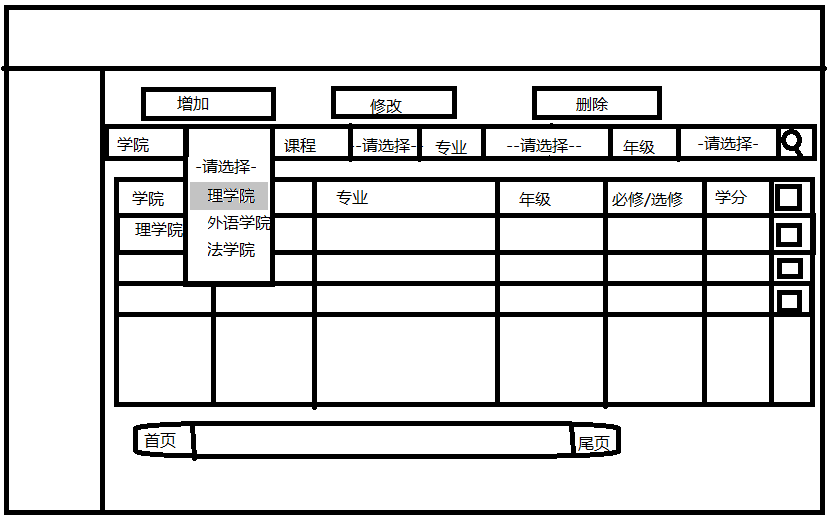 增加 修改 删除
学院 课程 --请选择-- 专业 --请选择-- 年级 -请选择-
-请选择-
理学院
外语学院
法学院
学院 专业 年级 必修/选修 学分
理学院
首页 尾页